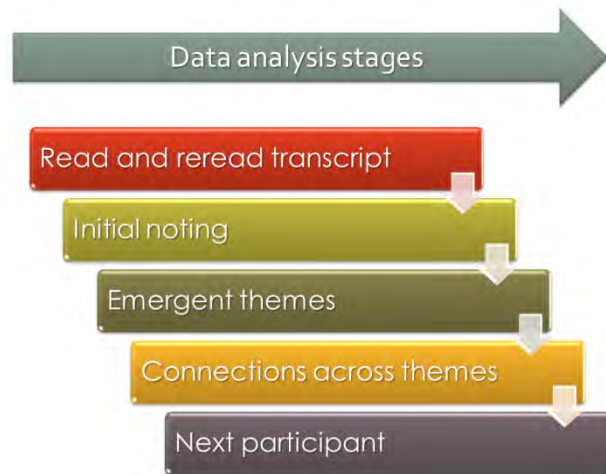 Data analysis stages
Read and reread transcript
Initial noting
Emergent themes
Connections across themes
Next participant